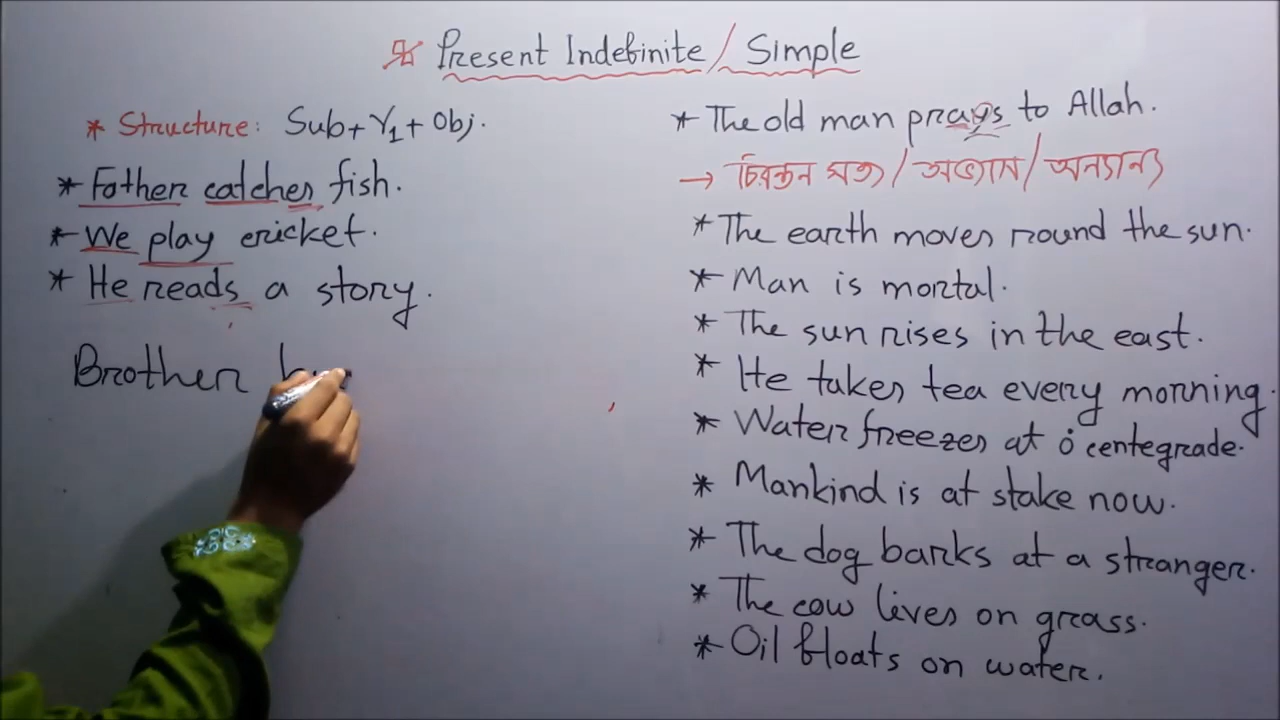 Present Indefinite / Simple
* Structure: Sub + V1 + Obj.
* Father catches fish.
* We play cricket.
* He reads a story.
Brother
* The old man prays to Allah.
→ চিরন্তন সত্য / অভ্যাস / অন্যান্য
* The earth moves round the sun.
* Man is mortal.
* The sun rises in the east.
* He takes tea every morning.
* Water freezes at 0° centegrade.
* Mankind is at stake now.
* The dog barks at a stranger.
* The cow lives on grass.
* Oil floats on water.